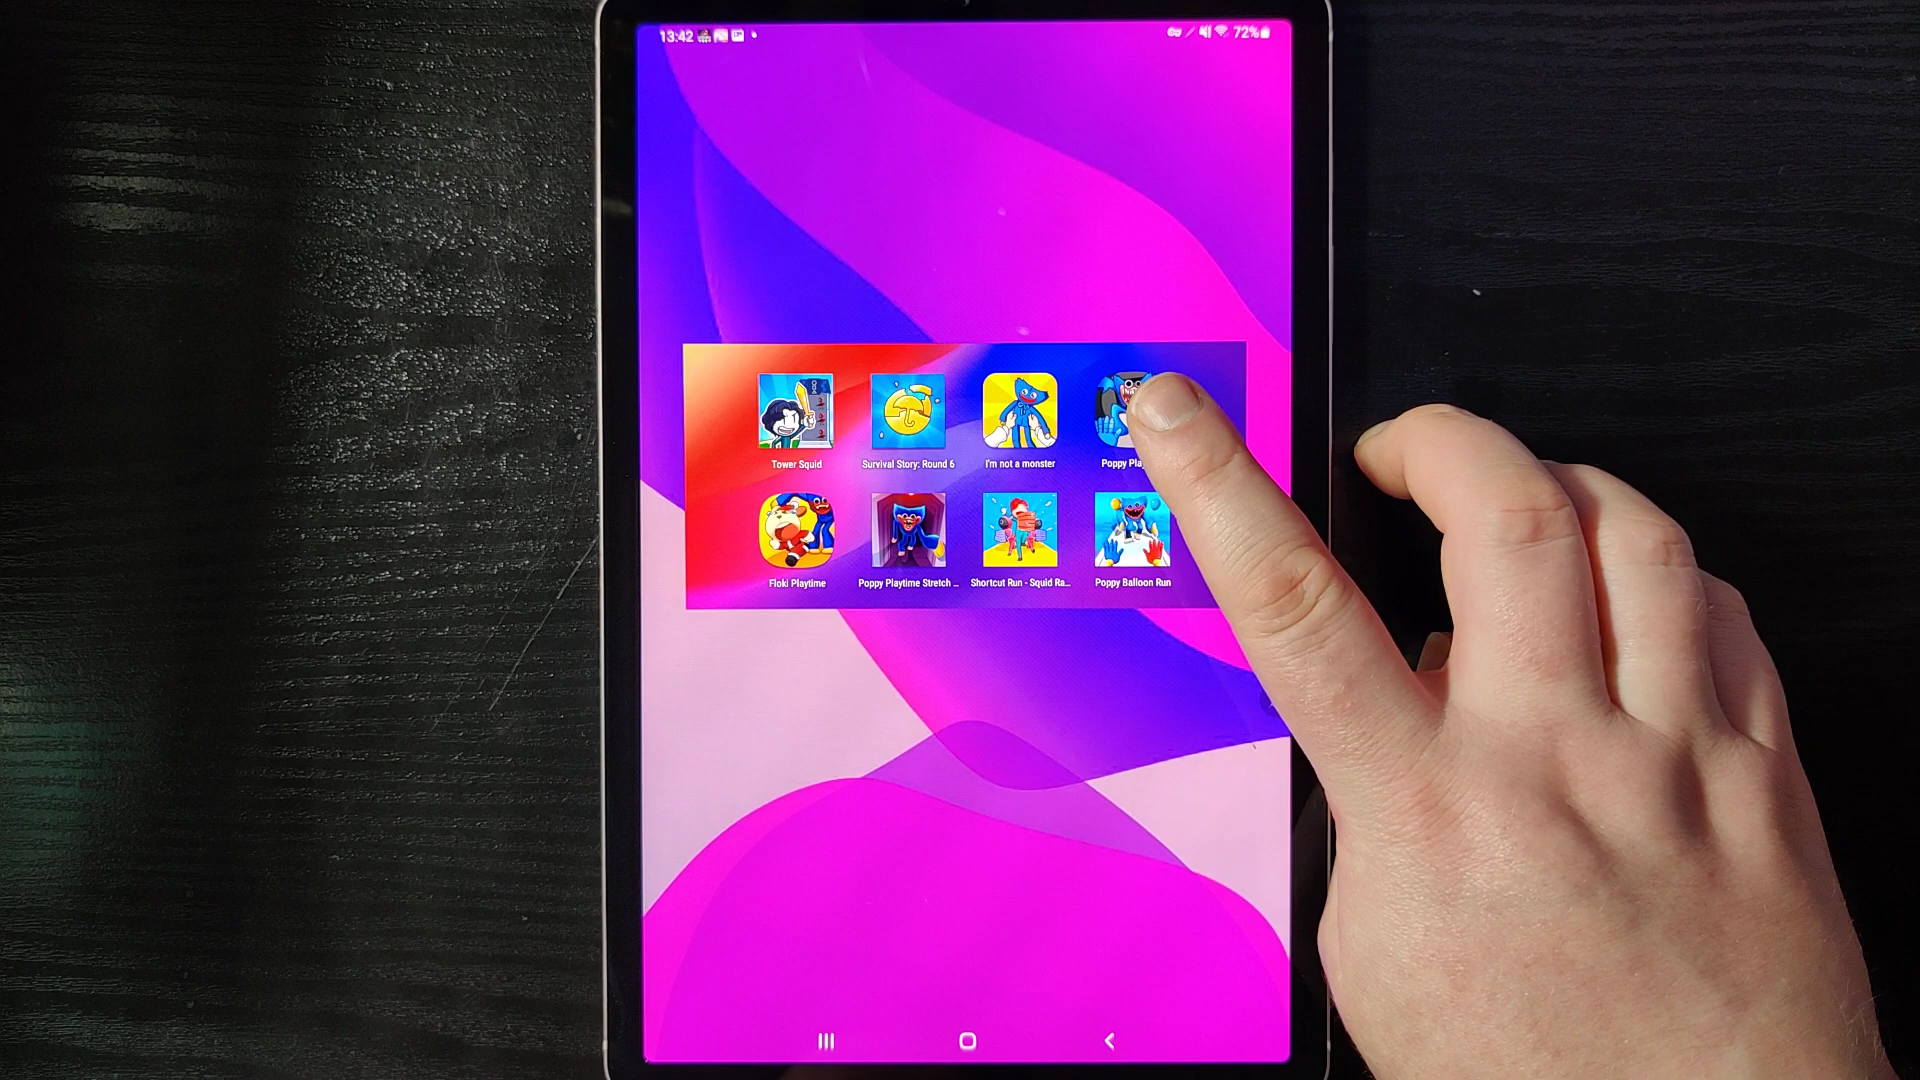 13:42
72%
Tower Squid
Survival Story: Round 6
I'm not a monster
Poppy Play
Floki Playtime
Poppy Playtime Stretch ...
Shortcut Run - Squid Ra...
Poppy Balloon Run